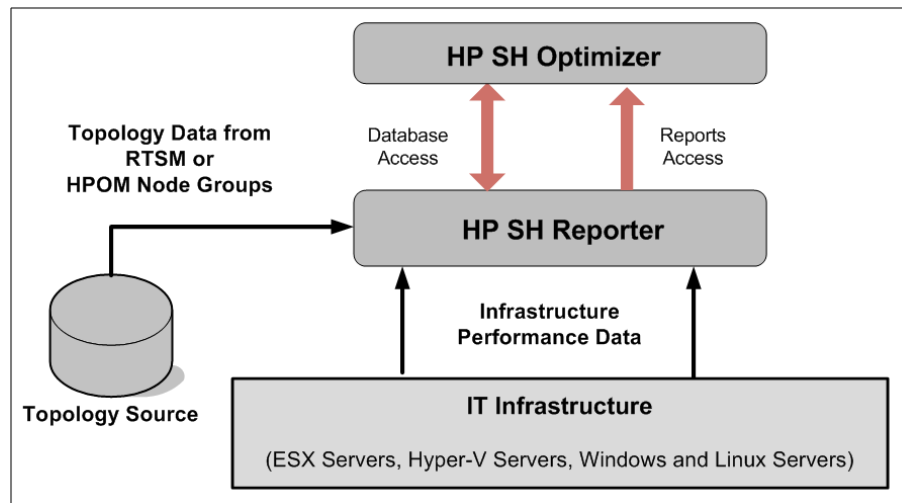 HP SH Optimizer
Database
Access
Reports
Access
Topology Data from
RTSM or
HPOM Node Groups
HP SH Reporter
Infrastructure
Performance Data
Topology Source
IT Infrastructure
(ESX Servers, Hyper-V Servers, Windows and Linux Servers)